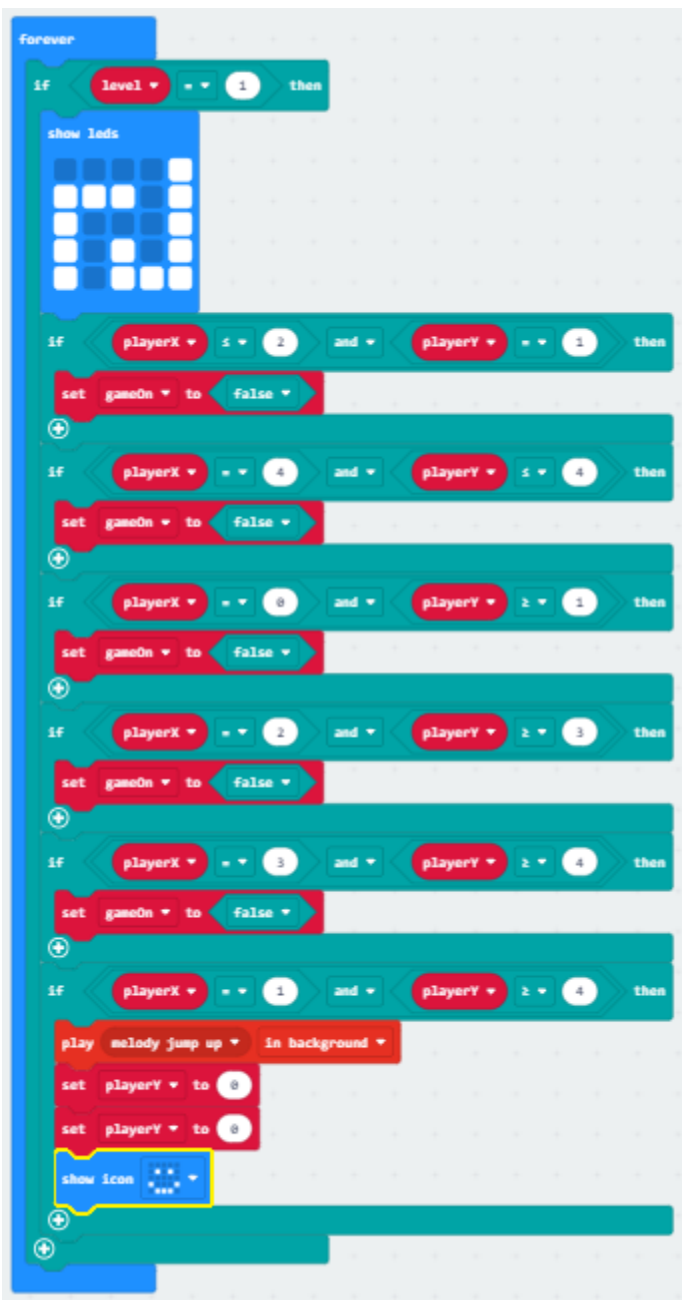 forever
if level = 1 then
show leds
if playerX ≤ 2 and playerY = 1 then
set gameOn to false
if playerX = 4 and playerY ≤ 4 then
set gameOn to false
if playerX = 0 and playerY ≥ 1 then
set gameOn to false
if playerX = 2 and playerY ≥ 3 then
set gameOn to false
if playerX = 3 and playerY ≥ 4 then
set gameOn to false
if playerX = 1 and playerY ≥ 4 then
play melody jump up in background
set playerY to 0
set playerY to 0
show icon